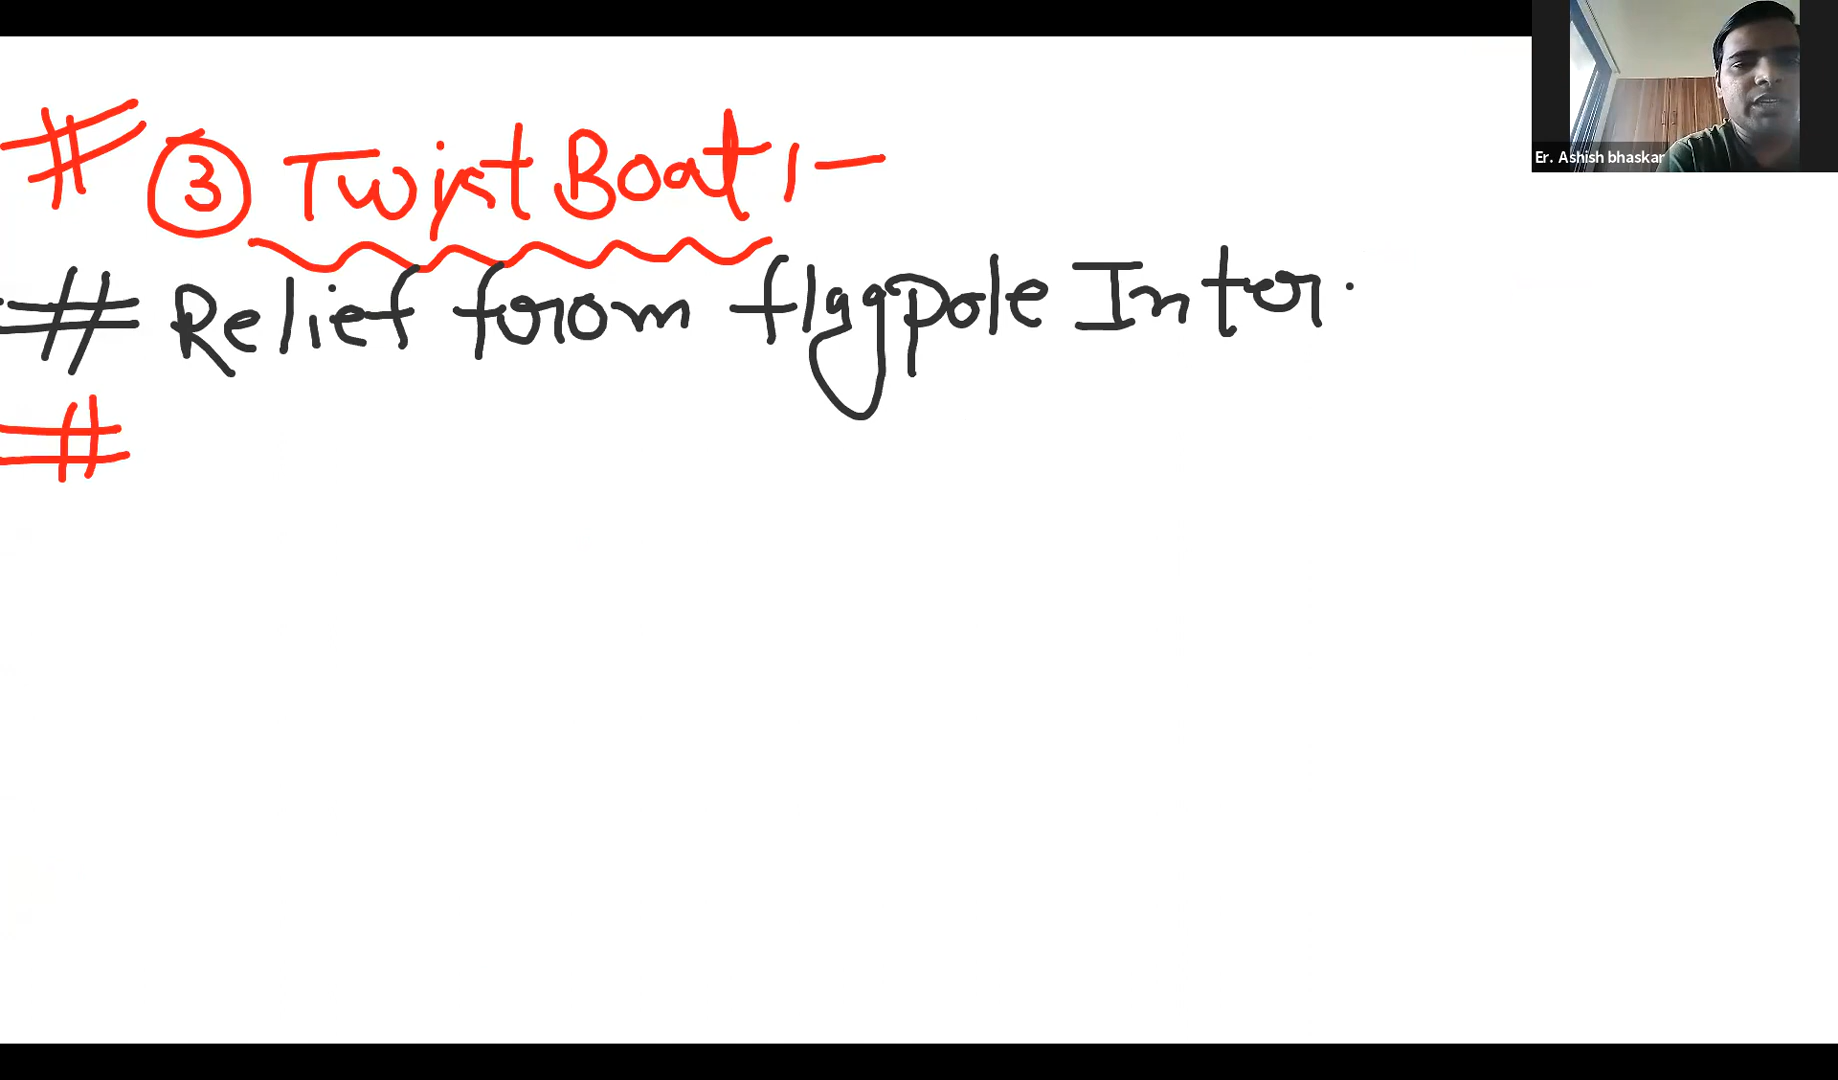 Er. Ashish bhaskar
# ③ Twist Boat :-
# Relief from flagpole Inter.
#